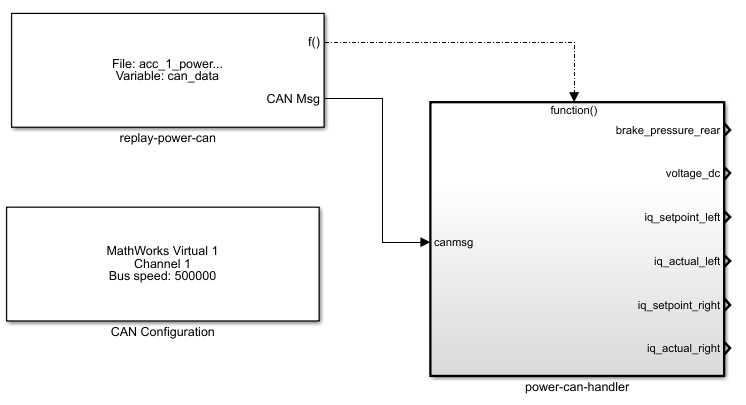 f()
File: acc_1_power...
Variable: can_data
CAN Msg
replay-power-can
function()
brake_pressure_rear
voltage_dc
iq_setpoint_left
canmsg
iq_actual_left
iq_setpoint_right
iq_actual_right
power-can-handler
MathWorks Virtual 1
Channel 1
Bus speed: 500000
CAN Configuration